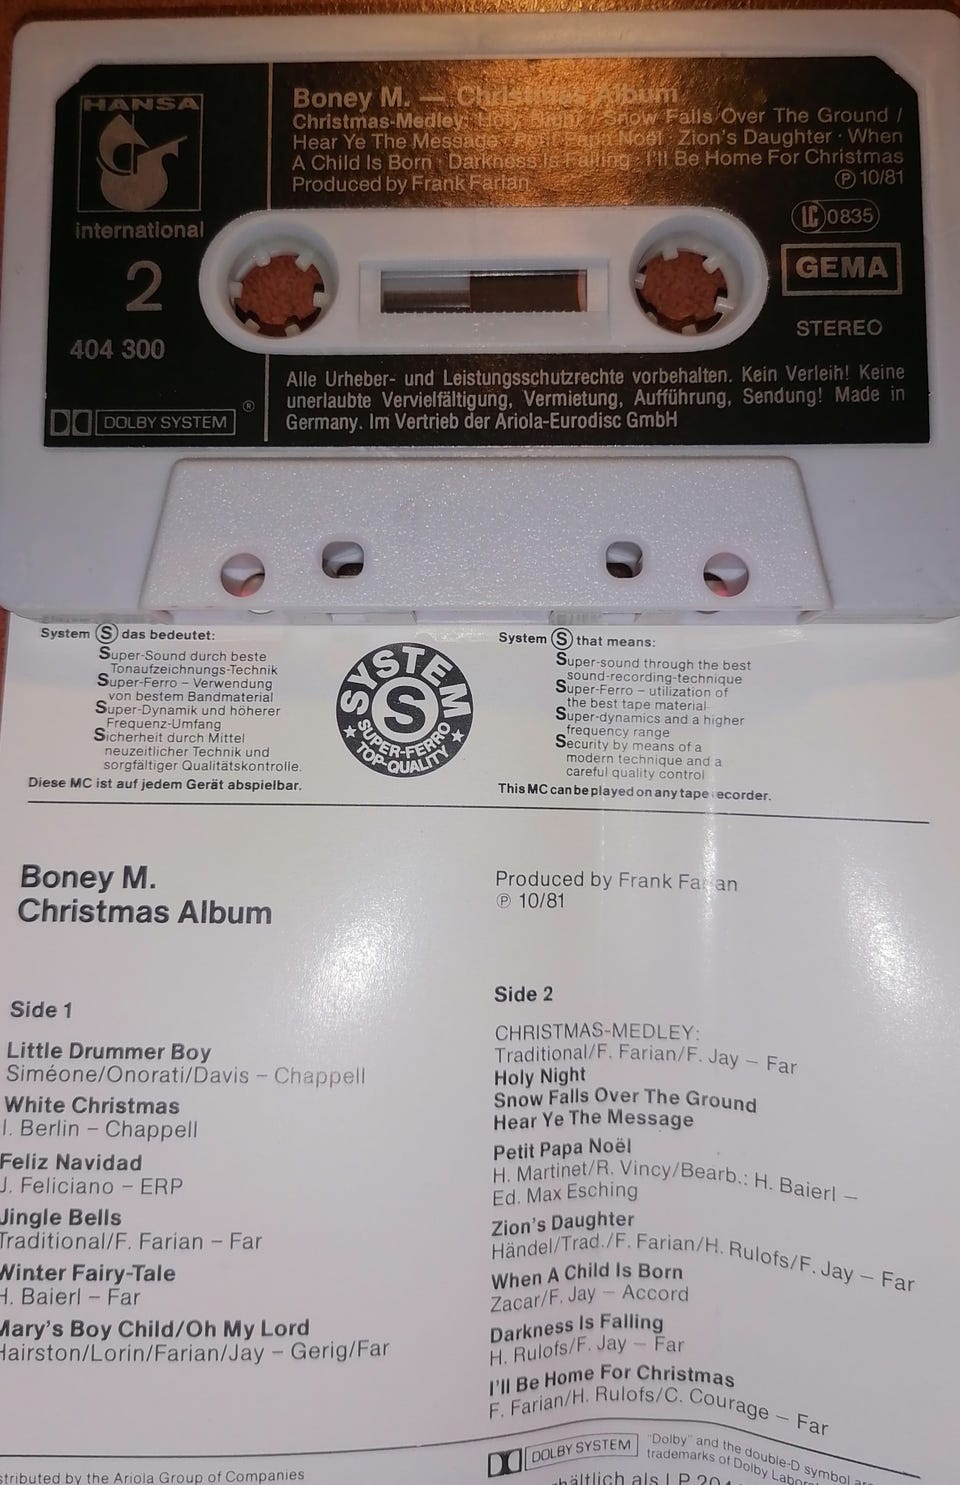 HANSA
international
2
404 300
DOLBY SYSTEM ®
Boney M. — Christmas Album
Christmas-Medley: Holy Night / Snow Falls Over The Ground /
Hear Ye The Message · Petit Papa Noël · Zion's Daughter · When
A Child Is Born · Darkness Is Falling · I'll Be Home For Christmas
Produced by Frank Farian
Ⓟ 10/81
LC 0835
GEMA
STEREO
Alle Urheber- und Leistungsschutzrechte vorbehalten. Kein Verleih! Keine
unerlaubte Vervielfältigung, Vermietung, Aufführung, Sendung! Made in
Germany. Im Vertrieb der Ariola-Eurodisc GmbH
System Ⓢ das bedeutet:
Super-Sound durch beste
Tonaufzeichnungs-Technik
Super-Ferro – Verwendung
von bestem Bandmaterial
Super-Dynamik und höherer
Frequenz-Umfang
Sicherheit durch Mittel
neuzeitlicher Technik und
sorgfältiger Qualitätskontrolle.
Diese MC ist auf jedem Gerät abspielbar.
SYSTEM
S
SUPER-FERRO
TOP-QUALITY
System Ⓢ that means:
Super-sound through the best
sound-recording-technique
Super-Ferro – utilization of
the best tape material
Super-dynamics and a higher
frequency range
Security by means of a
modern technique and a
careful quality control
This MC can be played on any tape ecorder.
Boney M.
Christmas Album
Produced by Frank Farian
Ⓟ 10/81
Side 1
Little Drummer Boy
Siméone/Onorati/Davis – Chappell
White Christmas
I. Berlin – Chappell
Feliz Navidad
J. Feliciano – ERP
Jingle Bells
Traditional/F. Farian – Far
Winter Fairy-Tale
H. Baierl – Far
Mary's Boy Child/Oh My Lord
Hairston/Lorin/Farian/Jay – Gerig/Far
Side 2
CHRISTMAS-MEDLEY:
Traditional/F. Farian/F. Jay – Far
Holy Night
Snow Falls Over The Ground
Hear Ye The Message
Petit Papa Noël
H. Martinet/R. Vincy/Bearb.: H. Baierl –
Ed. Max Esching
Zion's Daughter
Händel/Trad./F. Farian/H. Rulofs/F. Jay – Far
When A Child Is Born
Zacar/F. Jay – Accord
Darkness Is Falling
H. Rulofs/F. Jay – Far
I'll Be Home For Christmas
F. Farian/H. Rulofs/C. Courage – Far
stributed by the Ariola Group of Companies
DOLBY SYSTEM
"Dolby" and the double-D symbol are
trademarks of Dolby Labor
hältlich als LP 204